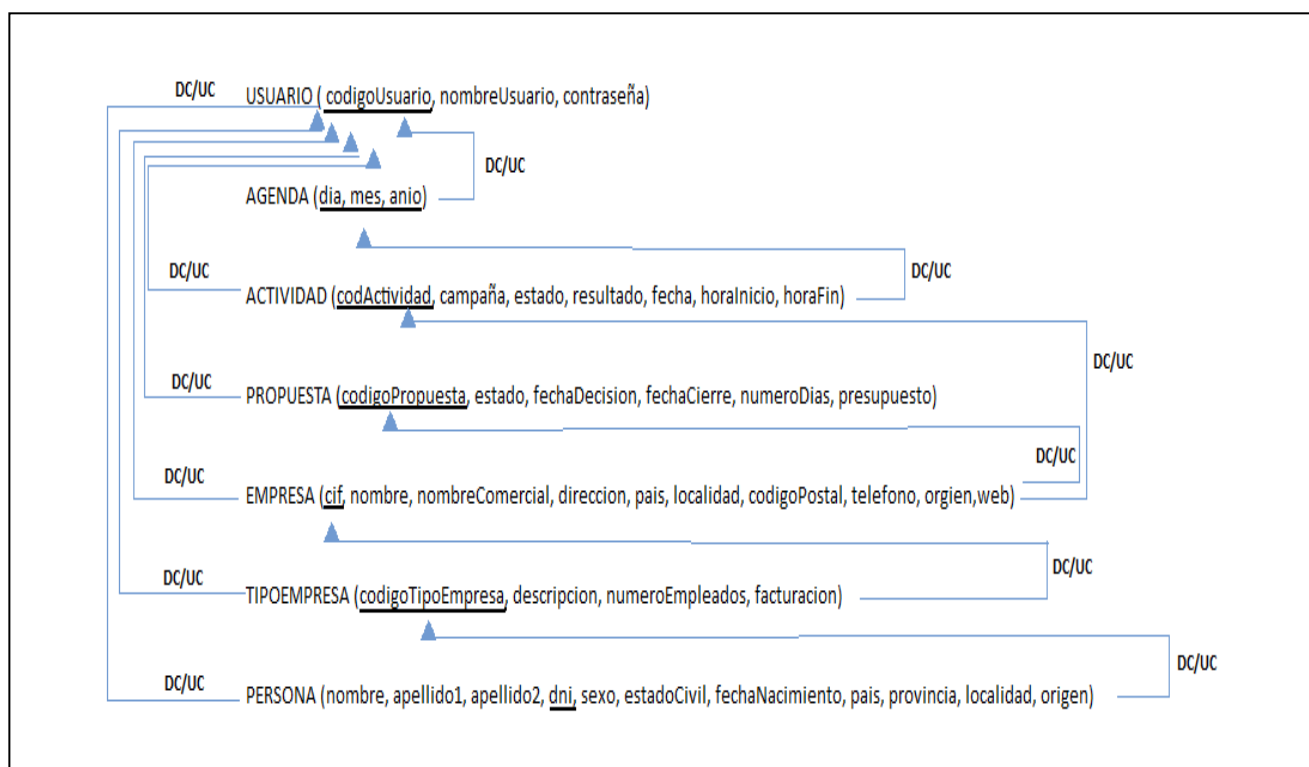 DC/UC
USUARIO ( codigoUsuario, nombreUsuario, contraseña)
DC/UC
AGENDA (dia, mes, anio)
DC/UC
DC/UC
ACTIVIDAD (codActividad, campaña, estado, resultado, fecha, horaInicio, horaFin)
DC/UC
DC/UC
PROPUESTA (codigoPropuesta, estado, fechaDecision, fechaCierre, numeroDias, presupuesto)
DC/UC
DC/UC
EMPRESA (cif, nombre, nombreComercial, direccion, pais, localidad, codigoPostal, telefono, orgien,web)
DC/UC
DC/UC
TIPOEMPRESA (codigoTipoEmpresa, descripcion, numeroEmpleados, facturacion)
DC/UC
DC/UC
PERSONA (nombre, apellido1, apellido2, dni, sexo, estadoCivil, fechaNacimiento, pais, provincia, localidad, origen)